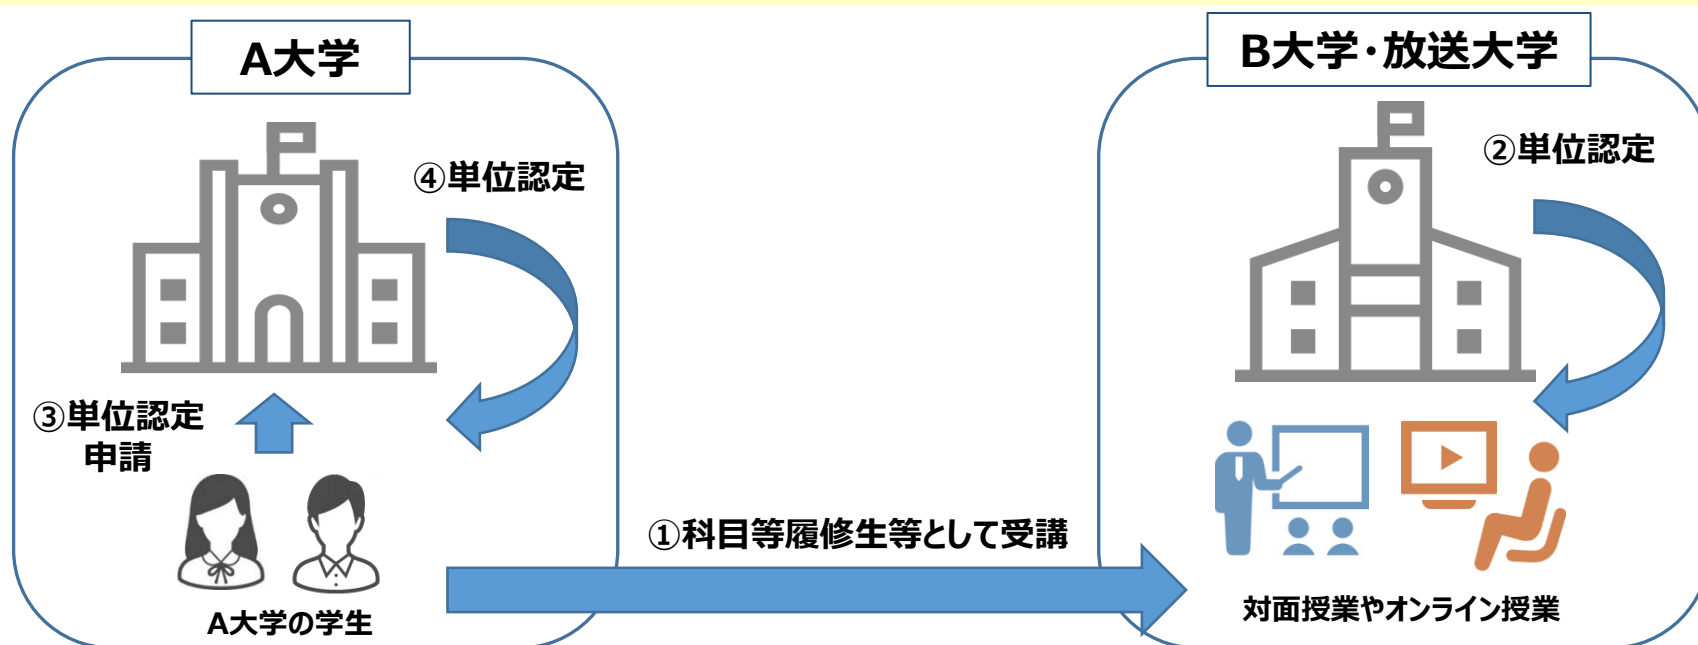 A大学
④単位認定
③単位認定
申請
A大学の学生
①科目等履修生等として受講
B大学・放送大学
②単位認定
対面授業やオンライン授業